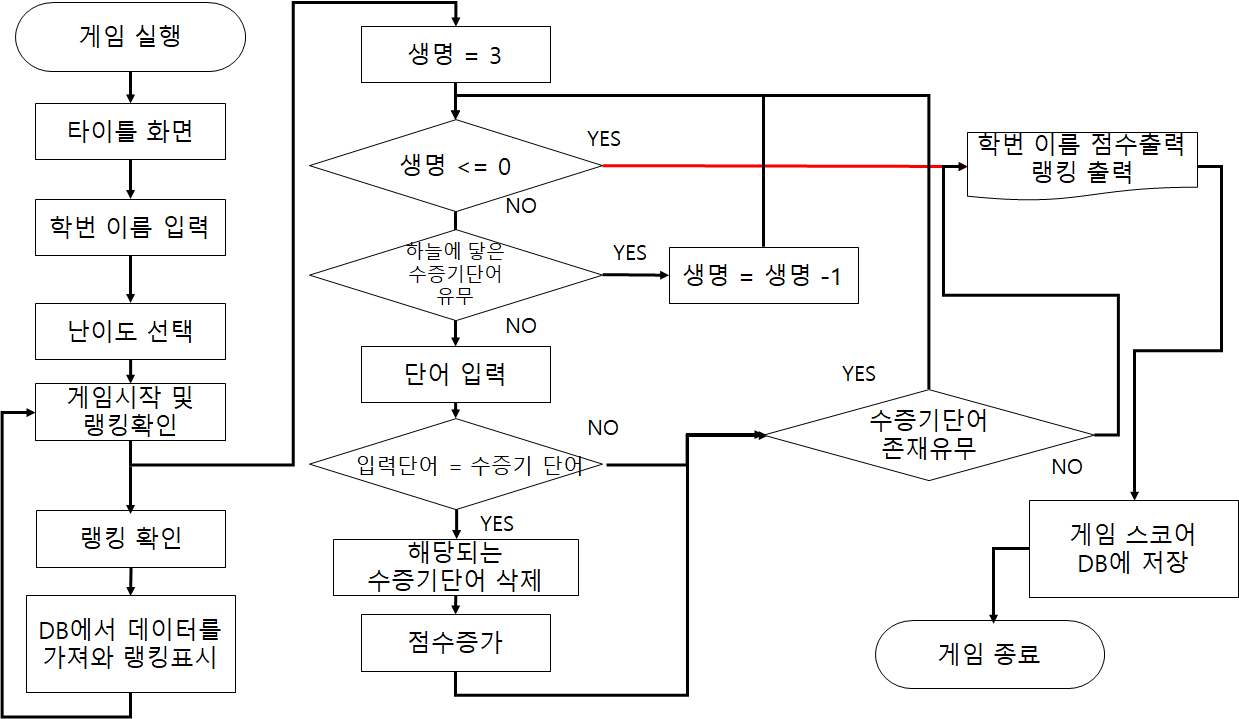 게임 실행
타이틀 화면
학번 이름 입력
난이도 선택
게임시작 및
랭킹확인
랭킹 확인
DB에서 데이터를
가져와 랭킹표시
생명 = 3
생명 <= 0
YES
NO
하늘에 닿은
수증기단어
유무
YES
NO
생명 = 생명 -1
단어 입력
입력단어 = 수증기 단어
NO
YES
해당되는
수증기단어 삭제
점수증가
수증기단어
존재유무
YES
NO
학번 이름 점수출력
랭킹 출력
게임 스코어
DB에 저장
게임 종료